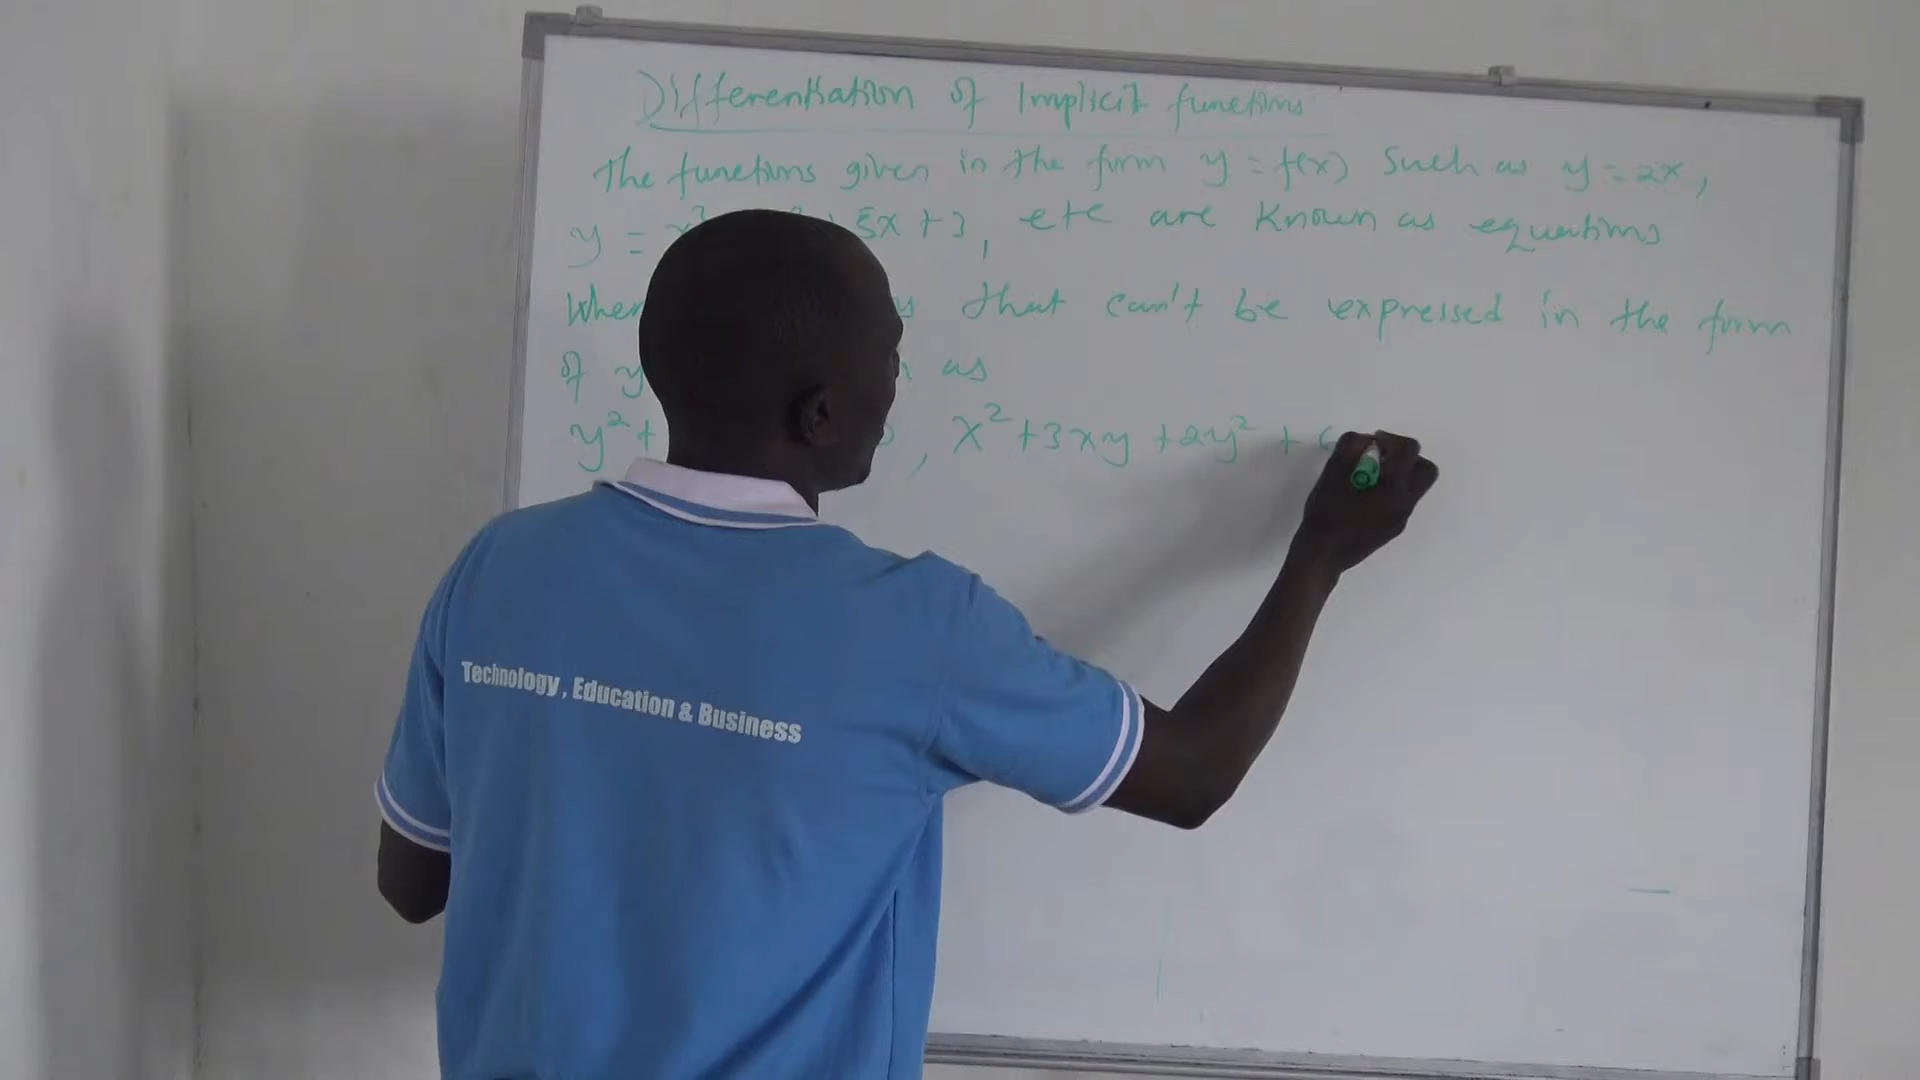 Differentiation of Implicit functions
The functions given in the form y = f(x) such as y = 2x,
y = 5x + 3, etc are known as equations
that can't be expressed in the form
of y as
y² + , x² + 3xy + 2y² +
Technology, Education & Business